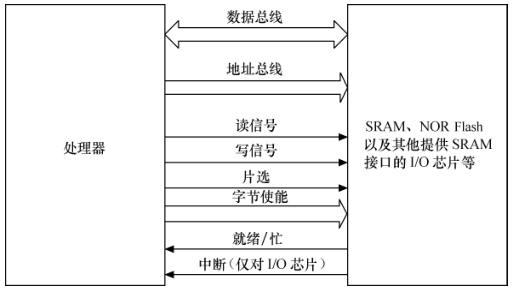 数据总线
地址总线
读信号
写信号
片选
字节使能
就绪/忙
中断（仅对 I/O 芯片）
处理器
SRAM、NOR Flash
以及其他提供 SRAM
接口的 I/O 芯片等